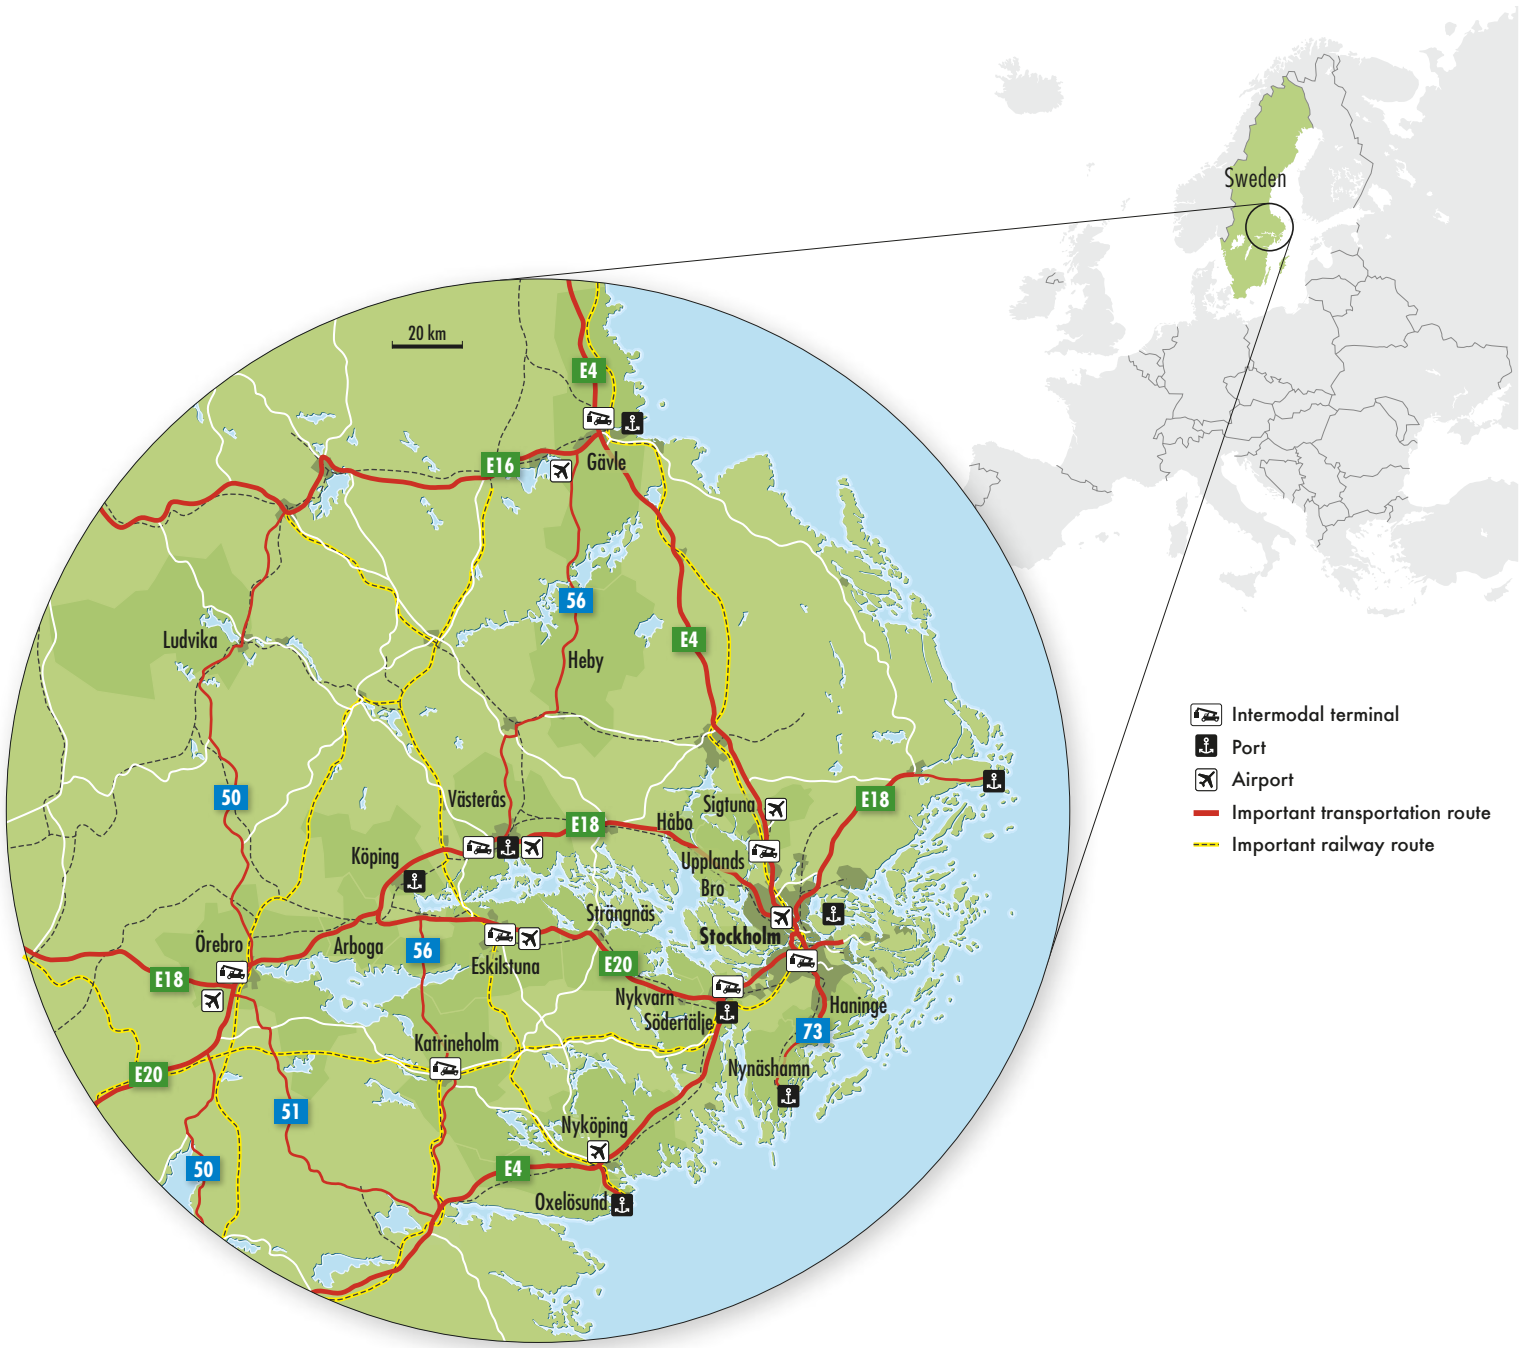 Sweden
20 km
E4
E16
Gävle
56
E4
Ludvika
Heby
Intermodal terminal
Port
Airport
Important transportation route
Important railway route
50
Västerås
Sigtuna
E18
E18
Håbo
Köping
Upplands
Bro
Strängnäs
Stockholm
Örebro
Arboga
56
Eskilstuna
E20
E18
Nykvarn
Haninge
Södertälje
73
Katrineholm
Nynäshamn
E20
51
Nyköping
50
E4
Oxelösund